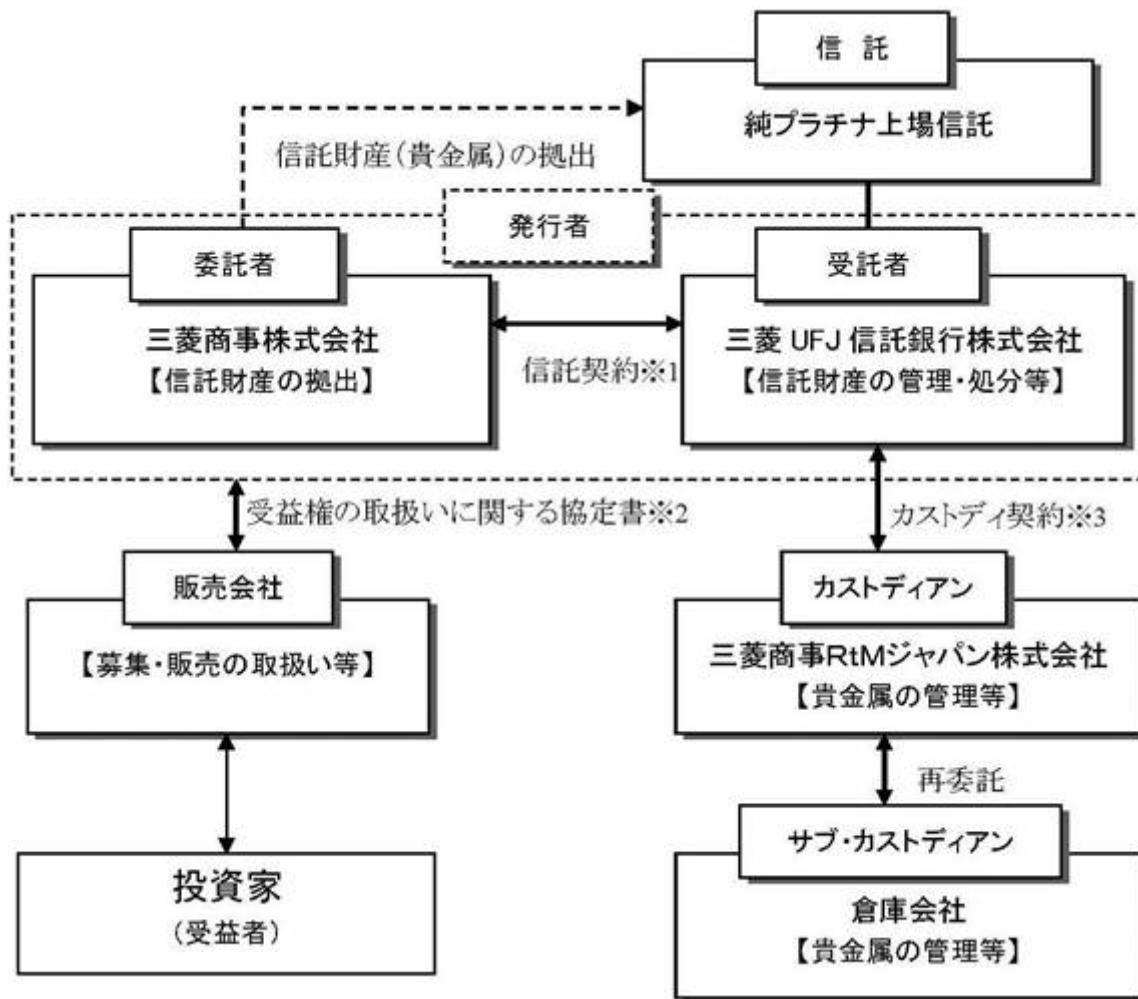 信 託
純プラチナ上場信託
信託財産(貴金属)の拠出
発行者
委託者
三菱商事株式会社
【信託財産の拠出】
信託契約※1
受託者
三菱 UFJ 信託銀行株式会社
【信託財産の管理・処分等】
受益権の取扱いに関する協定書※2
カストディ契約※3
販売会社
【募集・販売の取扱い等】
カストディアン
三菱商事RtMジャパン株式会社
【貴金属の管理等】
再委託
投資家
(受益者)
サブ・カストディアン
倉庫会社
【貴金属の管理等】